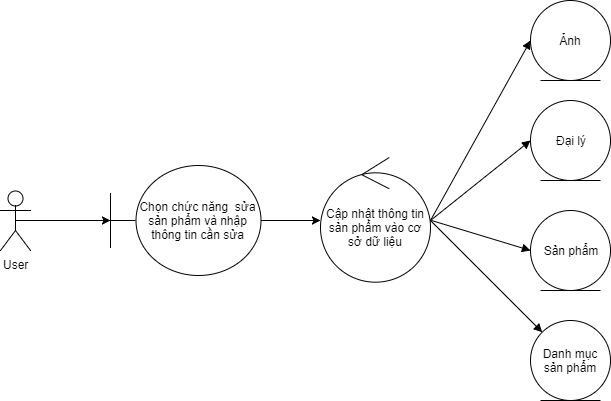 User
Chọn chức năng sửa
sản phẩm và nhập
thông tin cần sửa
Cập nhật thông tin
sản phẩm vào cơ
sở dữ liệu
Ảnh
Đại lý
Sản phẩm
Danh mục
sản phẩm